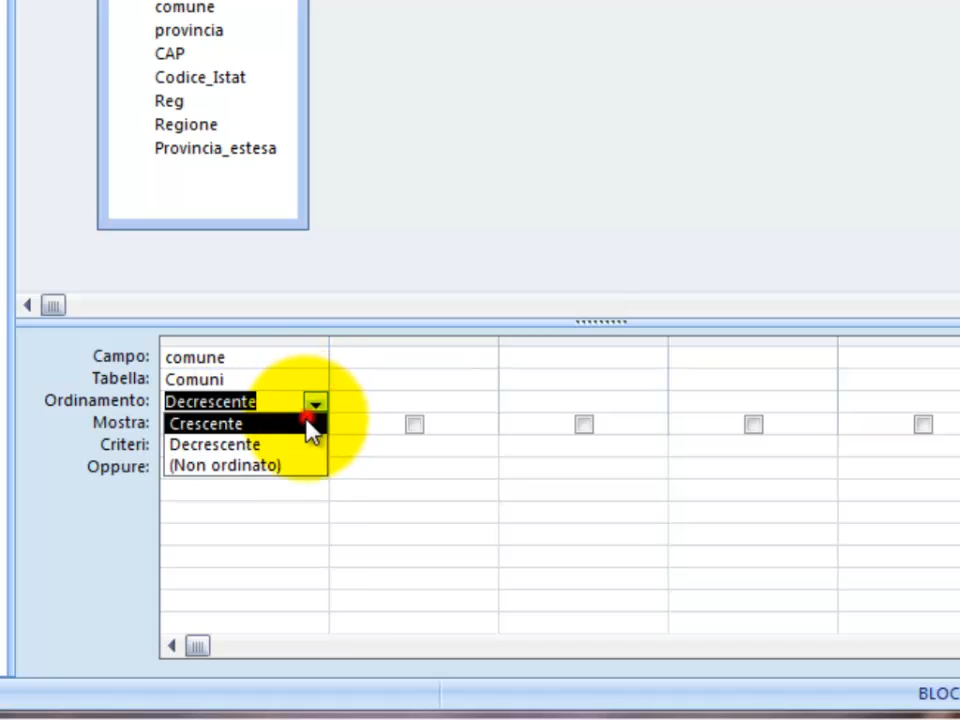 comune
provincia
CAP
Codice_Istat
Reg
Regione
Provincia_estesa
Campo: comune
Tabella: Comuni
Ordinamento: Decrescente
Mostra: Crescente
Criteri: Decrescente
Oppure: (Non ordinato)
BLOC